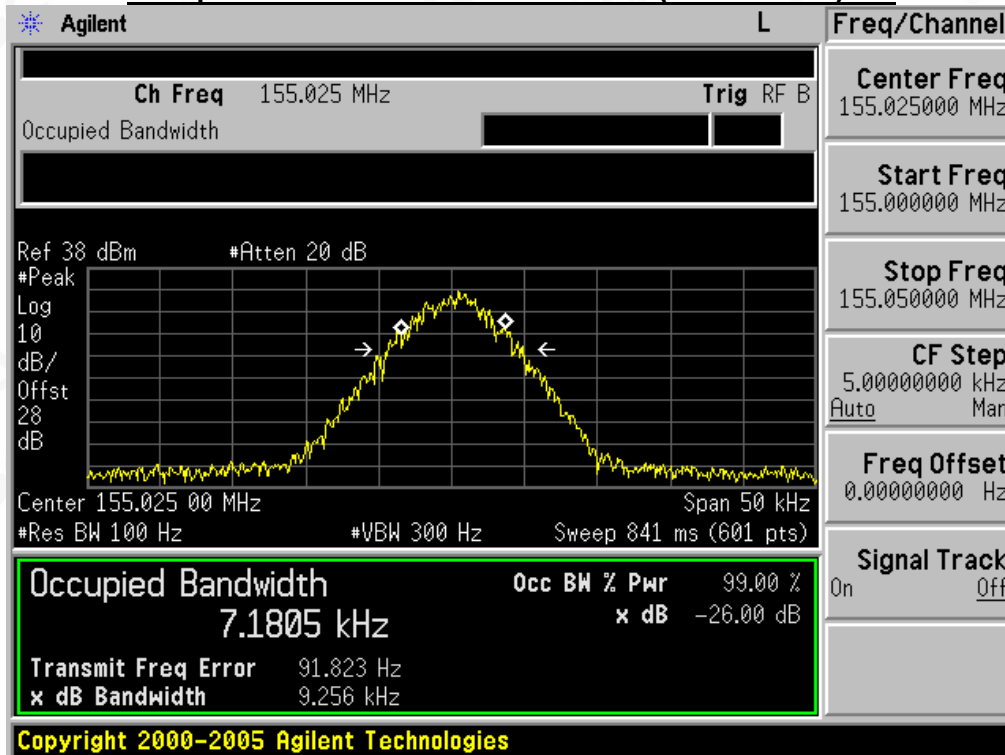 Agilent L Freq/Channel
Ch Freq 155.025 MHz Trig RF B
Occupied Bandwidth
Center Freq
155.025000 MHz
Start Freq
155.000000 MHz
Stop Freq
155.050000 MHz
CF Step
5.00000000 kHz
Auto Man
Freq Offset
0.00000000 Hz
Signal Track
On Off
Ref 38 dBm #Atten 20 dB
#Peak
Log
10
dB/
Offst
28
dB
Center 155.025 00 MHz Span 50 kHz
#Res BW 100 Hz #VBW 300 Hz Sweep 841 ms (601 pts)
Occupied Bandwidth Occ BW % Pwr 99.00 %
7.1805 kHz x dB -26.00 dB
Transmit Freq Error 91.823 Hz
x dB Bandwidth 9.256 kHz
Copyright 2000-2005 Agilent Technologies